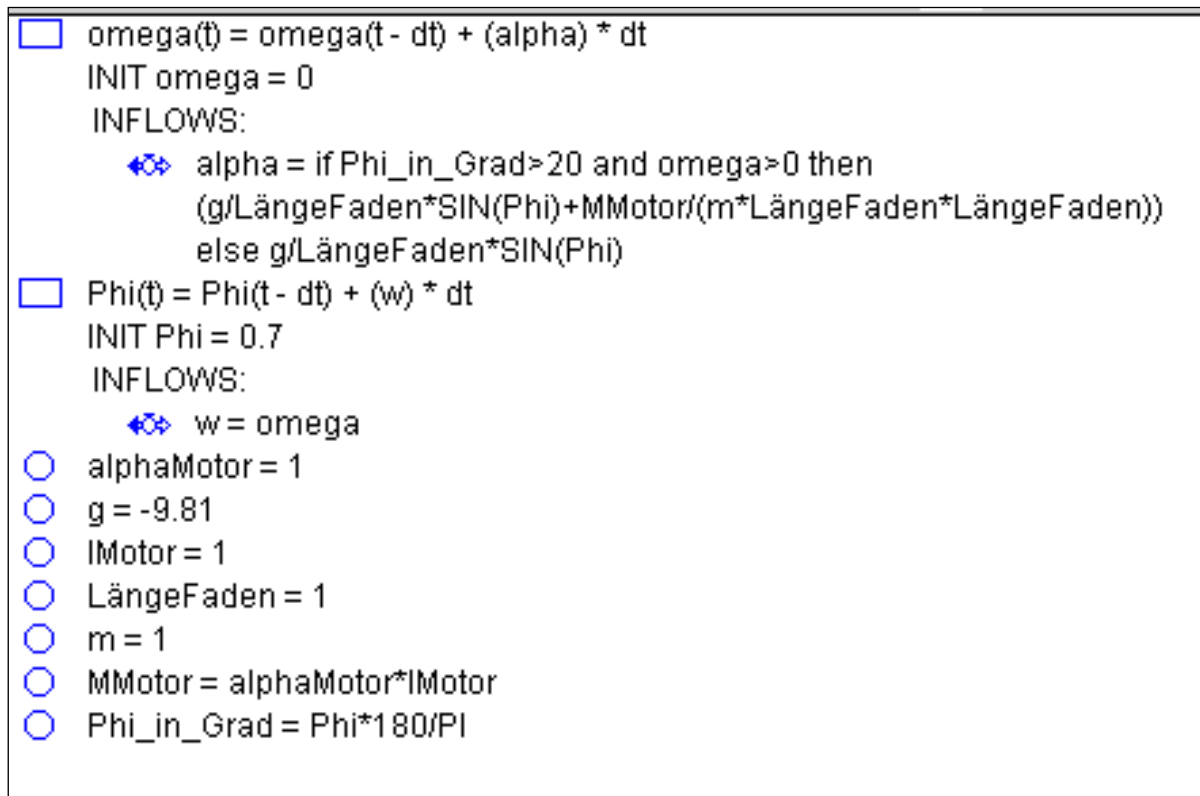 omega(t) = omega(t - dt) + (alpha) * dt
INIT omega = 0
INFLOWS:
alpha = if Phi_in_Grad>20 and omega>0 then
(g/LängeFaden*SIN(Phi)+MMotor/(m*LängeFaden*LängeFaden))
else g/LängeFaden*SIN(Phi)
Phi(t) = Phi(t - dt) + (w) * dt
INIT Phi = 0.7
INFLOWS:
w = omega
alphaMotor = 1
g = -9.81
IMotor = 1
LängeFaden = 1
m = 1
MMotor = alphaMotor*IMotor
Phi_in_Grad = Phi*180/PI